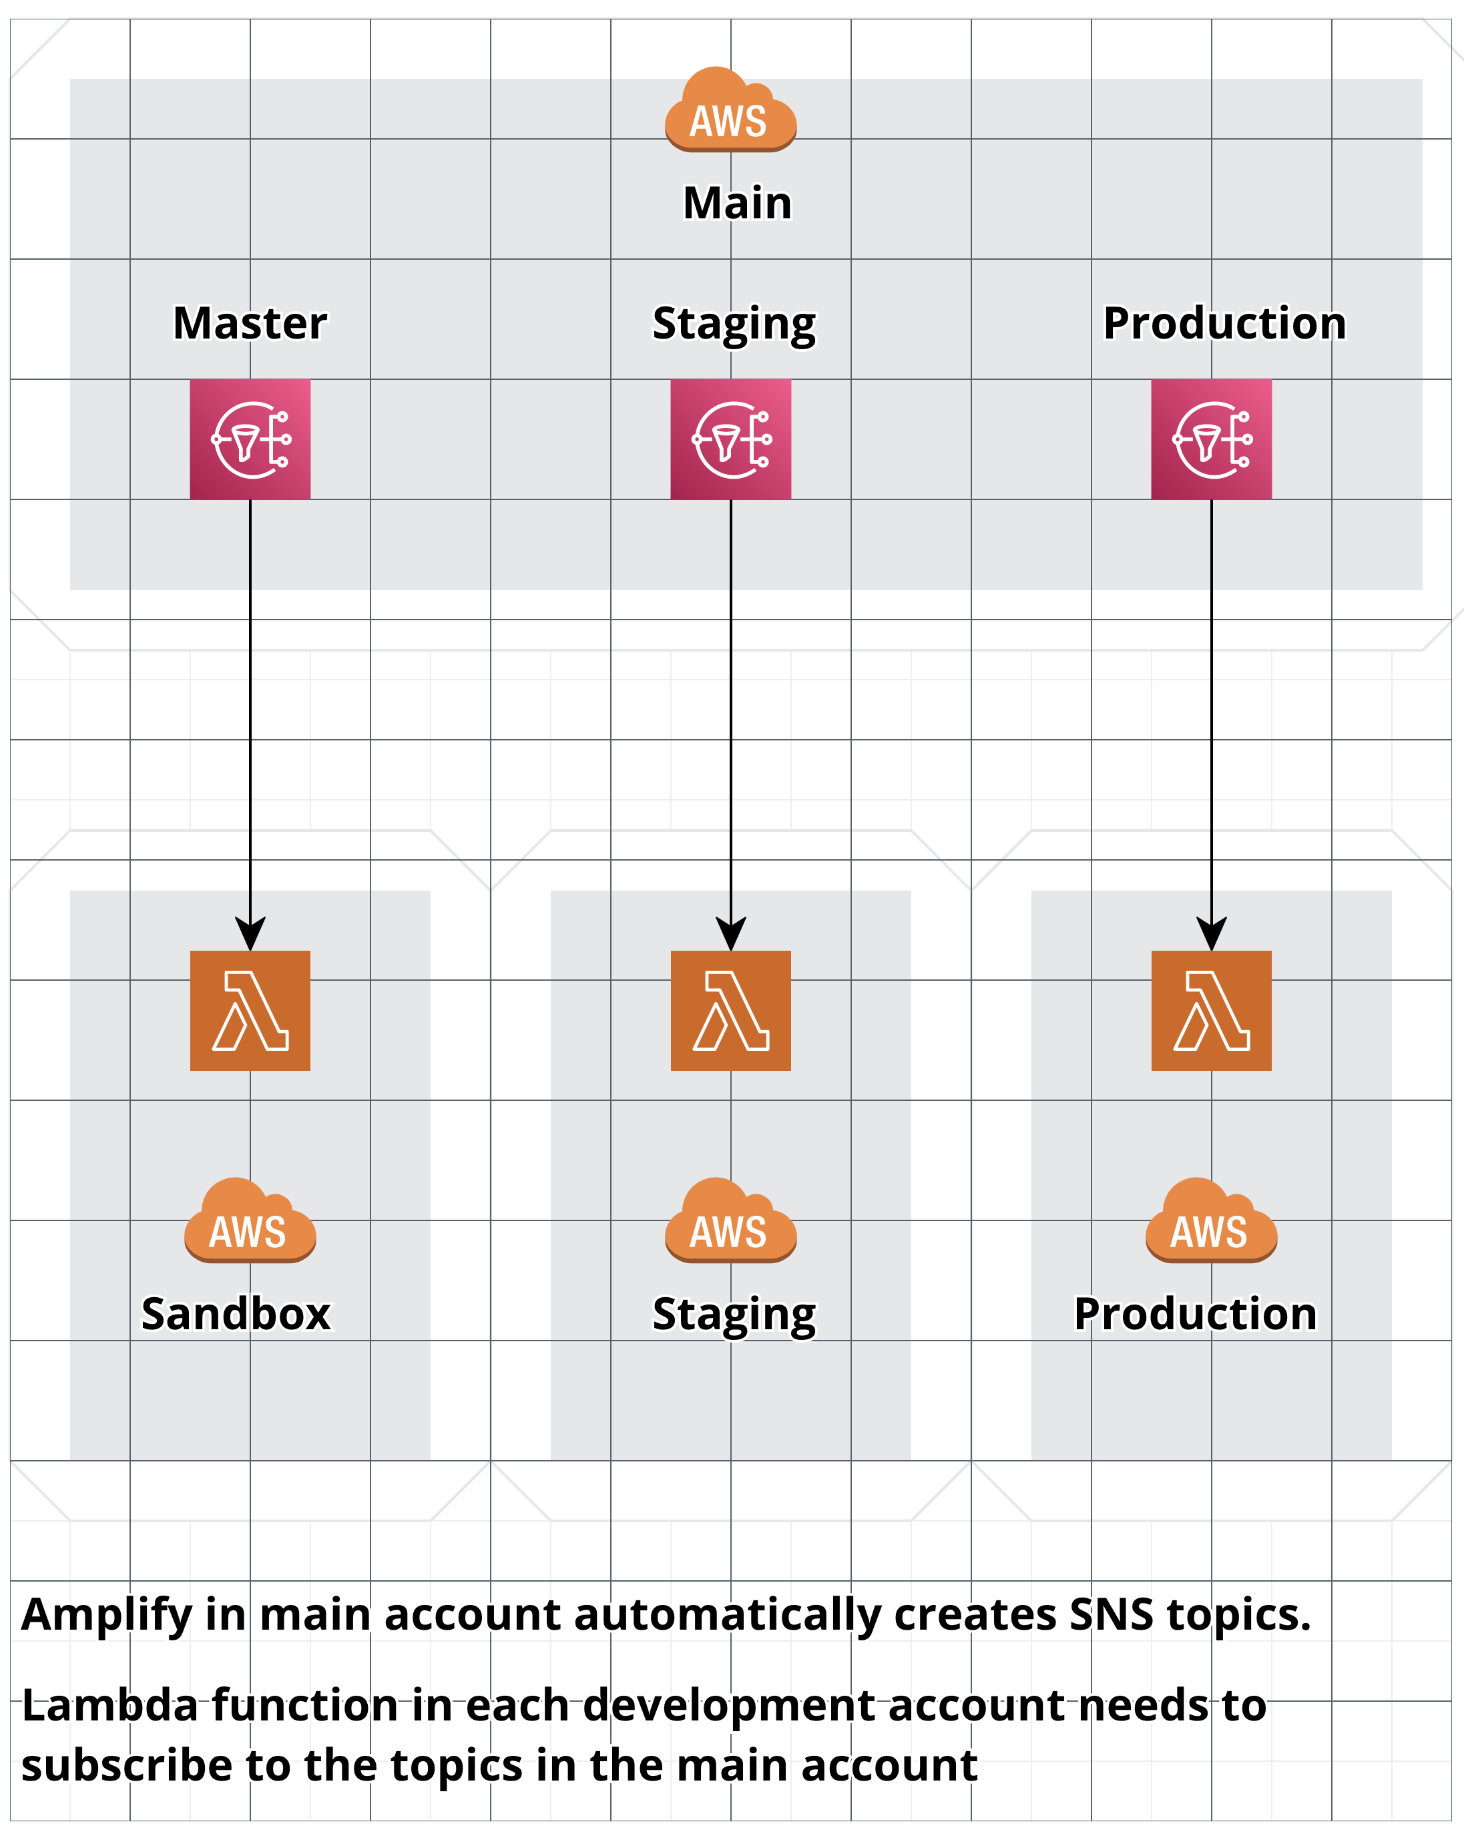 AWS
Main
Master Staging Production
AWS AWS AWS
Sandbox Staging Production
Amplify in main account automatically creates SNS topics.
Lambda function in each development account needs to
subscribe to the topics in the main account